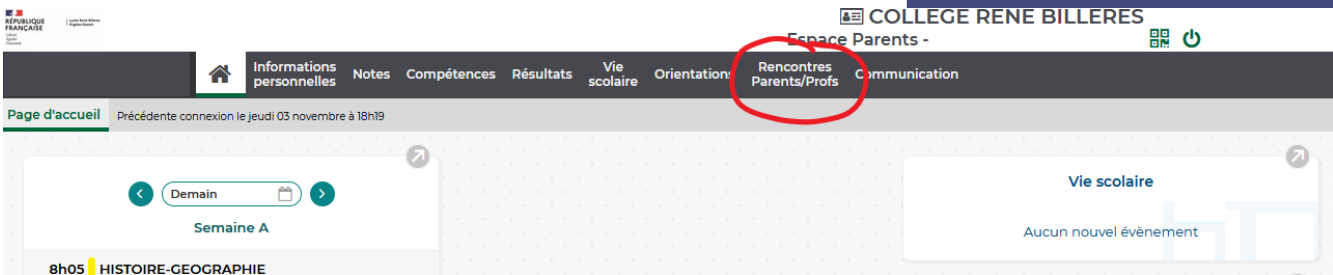 RÉPUBLIQUE
FRANÇAISE
COLLEGE RENE BILLERES
Espace Parents -
Informations
personnelles
Notes
Compétences
Résultats
Vie
scolaire
Orientations
Rencontres
Parents/Profs
Communication
Page d'accueil
Précédente connexion le jeudi 03 novembre à 18h19
Demain
Semaine A
8h05 HISTOIRE-GEOGRAPHIE
Vie scolaire
Aucun nouvel évènement